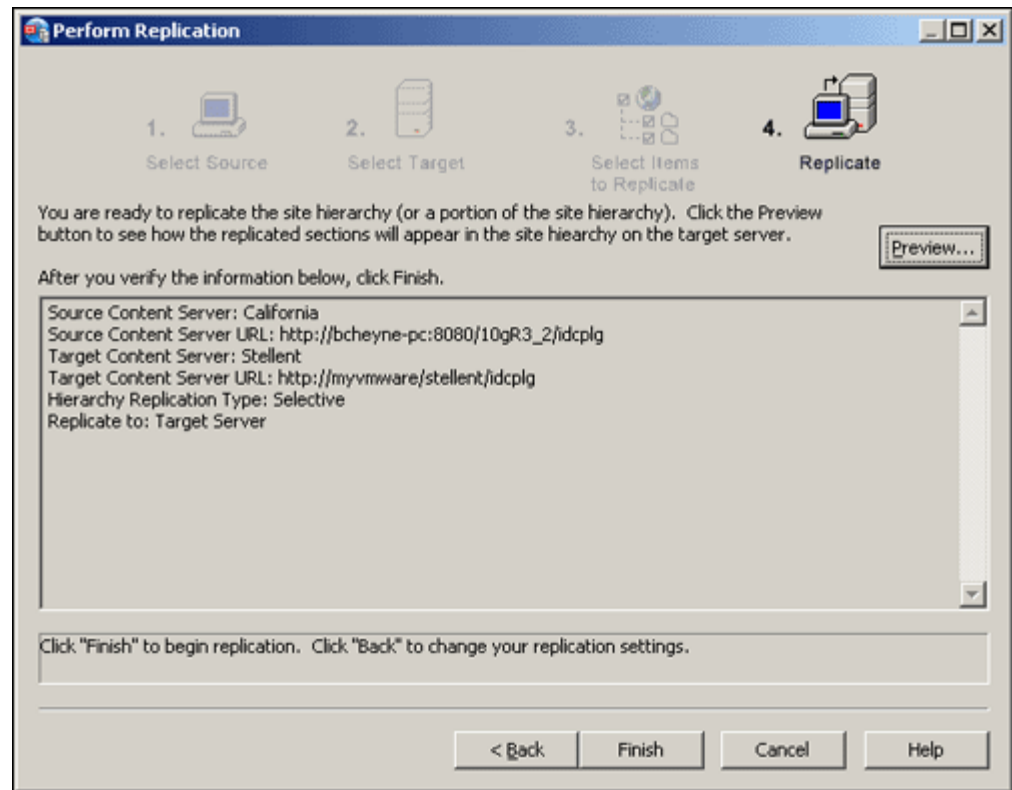 Perform Replication
1. Select Source
2. Select Target
3. Select Items
to Replicate
4. Replicate
You are ready to replicate the site hierarchy (or a portion of the site hierarchy). Click the Preview
button to see how the replicated sections will appear in the site hiearchy on the target server.
Preview...
After you verify the information below, click Finish.
Source Content Server: California
Source Content Server URL: http://bcheyne-pc:8080/10gR3_2/idcplg
Target Content Server: Stellent
Target Content Server URL: http://myvmware/stellent/idcplg
Hierarchy Replication Type: Selective
Replicate to: Target Server
Click "Finish" to begin replication. Click "Back" to change your replication settings.
< Back
Finish
Cancel
Help